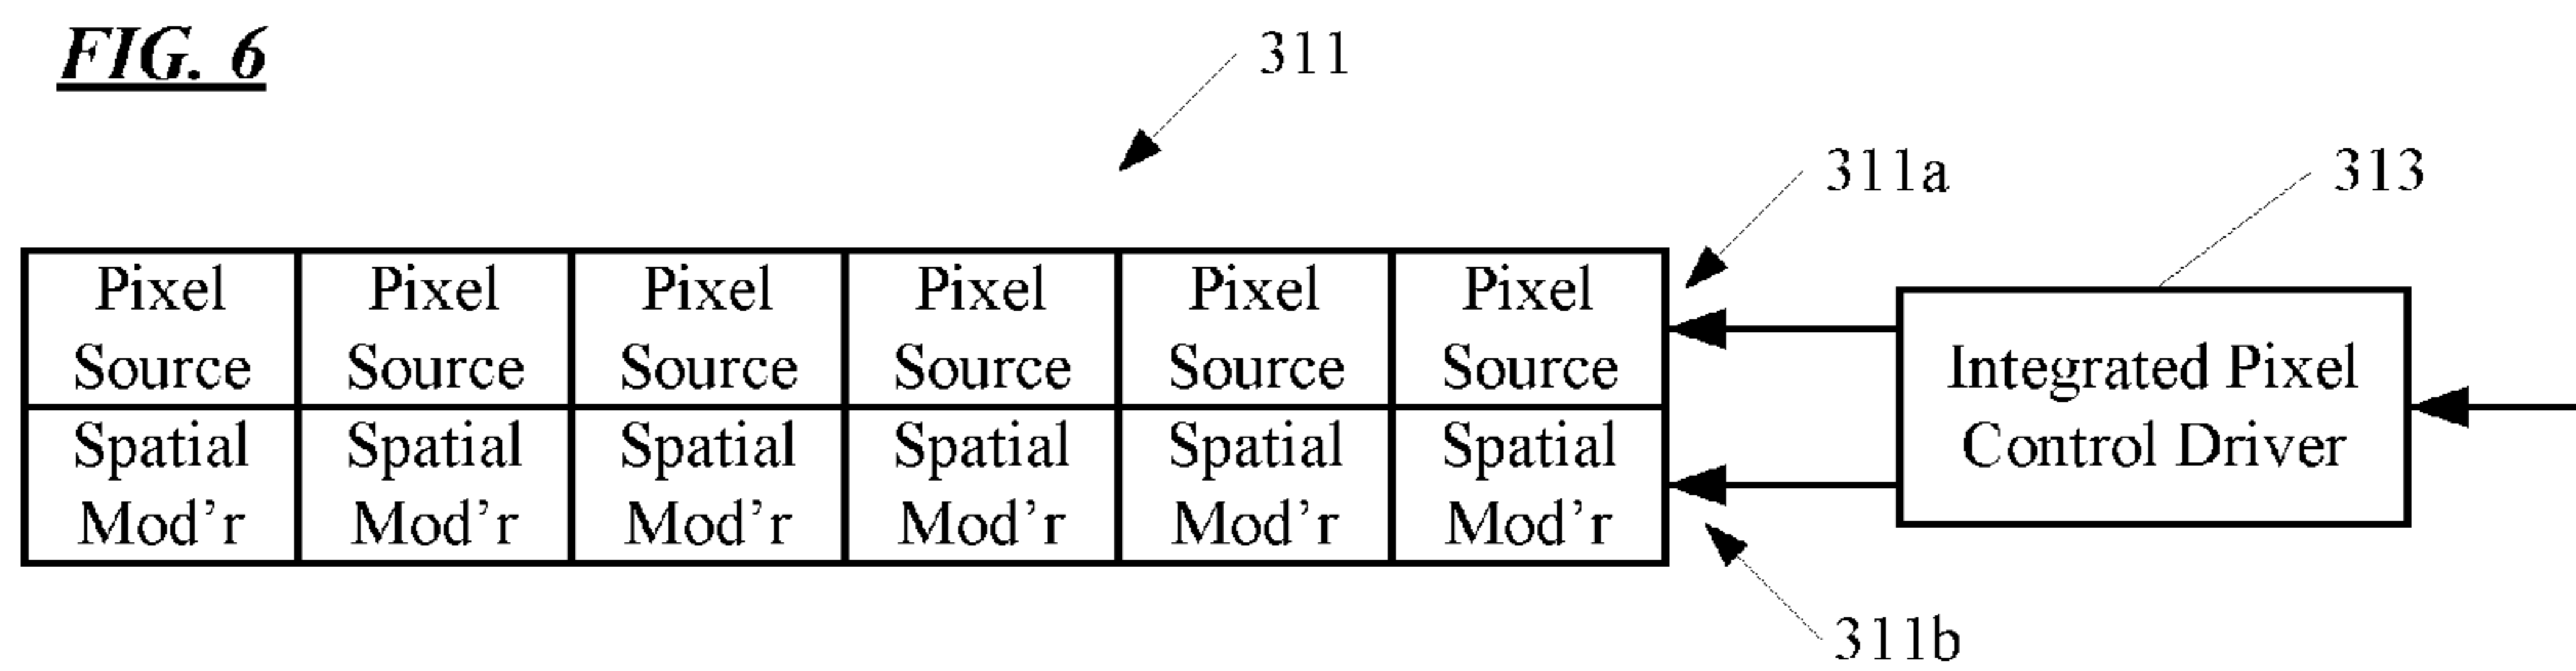 FIG. 6
311
311a
313
Pixel Pixel Pixel Pixel Pixel Pixel
Source Source Source Source Source Source
Spatial Spatial Spatial Spatial Spatial Spatial
Mod’r Mod’r Mod’r Mod’r Mod’r Mod’r
Integrated Pixel
Control Driver
311b